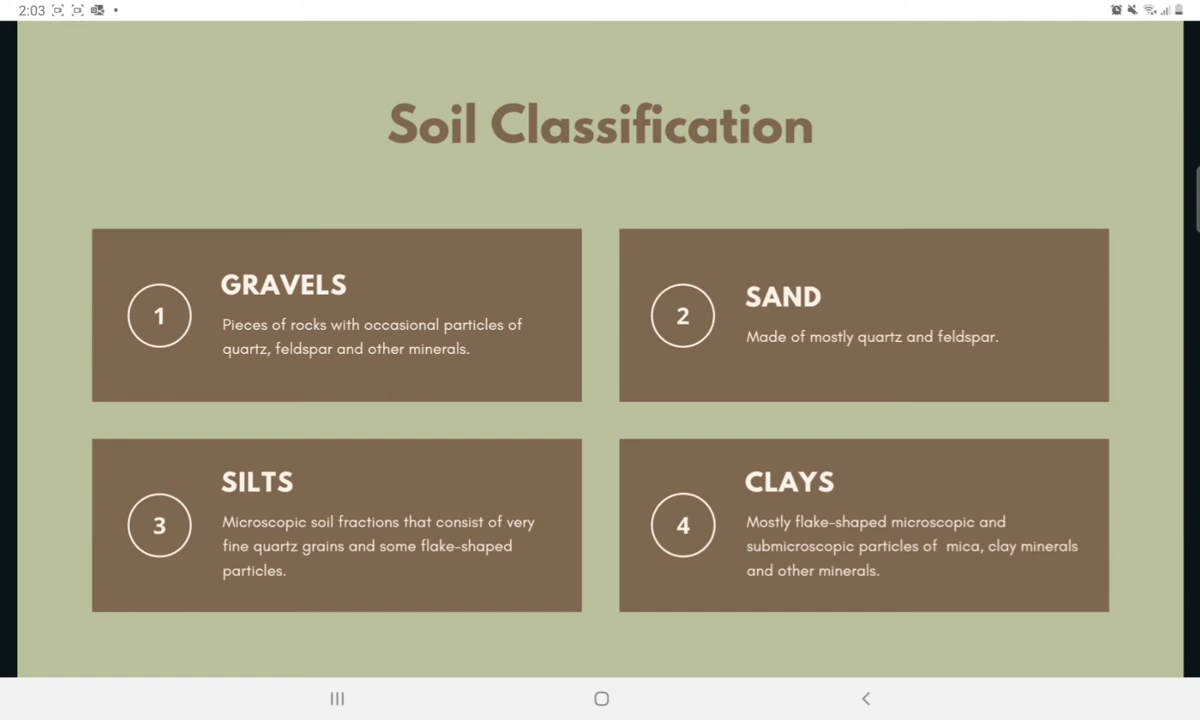 2:03
Soil Classification
1
GRAVELS
Pieces of rocks with occasional particles of
quartz, feldspar and other minerals.
2
SAND
Made of mostly quartz and feldspar.
3
SILTS
Microscopic soil fractions that consist of very
fine quartz grains and some flake-shaped
particles.
4
CLAYS
Mostly flake-shaped microscopic and
submicroscopic particles of  mica, clay minerals
and other minerals.